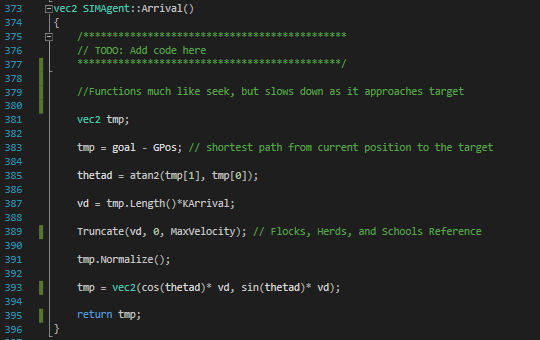 373 vec2 SIMAgent::Arrival()
374 {
375 /*********************************************
376 // TODO: Add code here
377 *********************************************/
378
379 //Functions much like seek, but slows down as it approaches target
380
381 vec2 tmp;
382
383 tmp = goal - GPos; // shortest path from current position to the target
384
385 thetad = atan2(tmp[1], tmp[0]);
386
387 vd = tmp.Length()*KArrival;
388
389 Truncate(vd, 0, MaxVelocity); // Flocks, Herds, and Schools Reference
390
391 tmp.Normalize();
392
393 tmp = vec2(cos(thetad)* vd, sin(thetad)* vd);
394
395 return tmp;
396 }